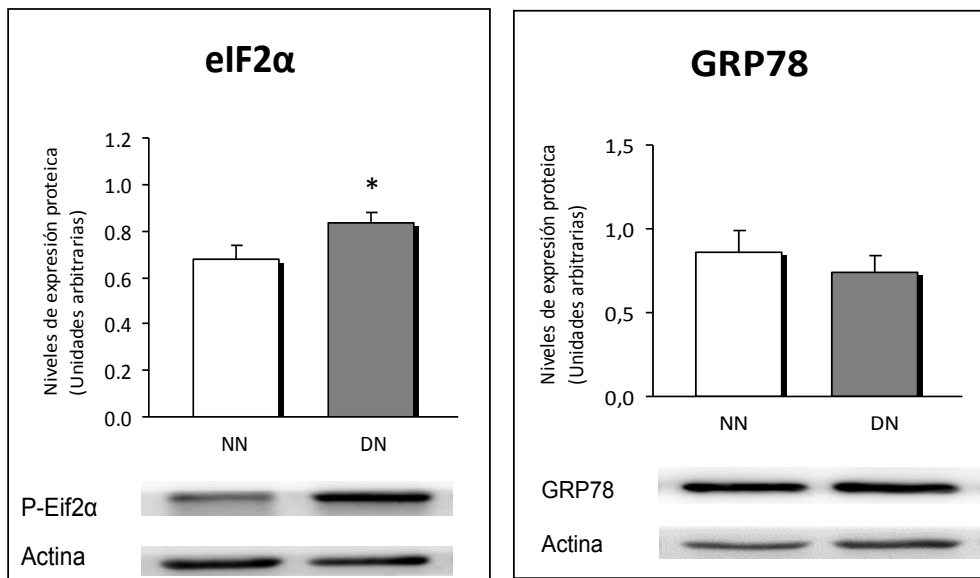 eIF2α
Niveles de expresión proteica
(Unidades arbitrarias)
1.2
1.0
0.8
0.6
0.4
0.2
0.0
*
NN DN
P-Eif2α
Actina
GRP78
Niveles de expresión proteica
(Unidades arbitrarias)
1,5
1,0
0,5
0,0
NN DN
GRP78
Actina